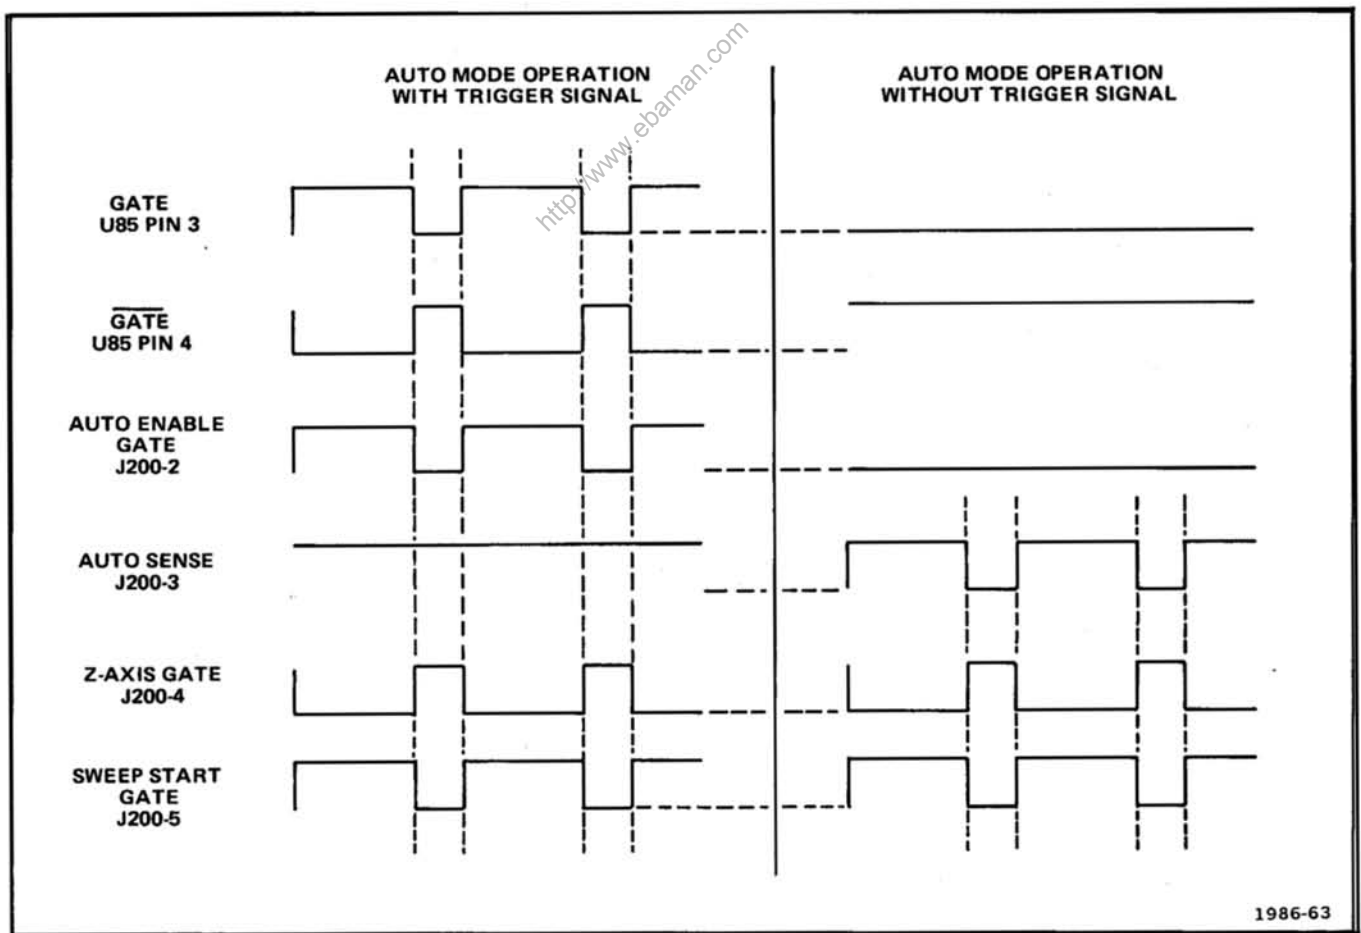 AUTO MODE OPERATION
WITH TRIGGER SIGNAL
AUTO MODE OPERATION
WITHOUT TRIGGER SIGNAL
http://www.ebaman.com
GATE
U85 PIN 3
GATE
U85 PIN 4
AUTO ENABLE
GATE
J200-2
AUTO SENSE
J200-3
Z-AXIS GATE
J200-4
SWEEP START
GATE
J200-5
1986-63